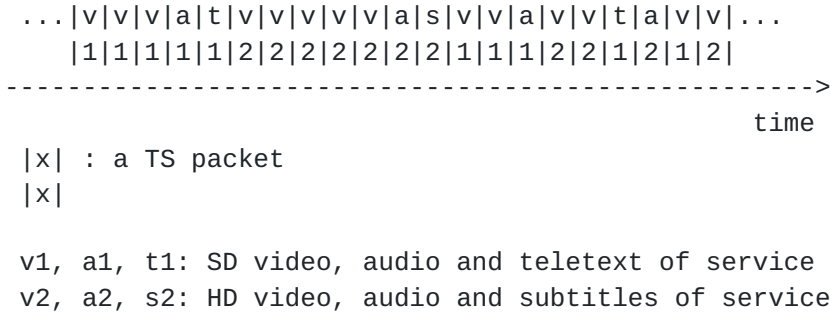 ...|v|v|v|a|t|v|v|v|v|v|a|s|v|v|a|v|v|t|a|v|v|...
|1|1|1|1|1|2|2|2|2|2|2|2|1|1|1|2|2|1|2|1|2|
---------------------------------------------------->
time
|x| : a TS packet
|x|
v1, a1, t1: SD video, audio and teletext of service
v2, a2, s2: HD video, audio and subtitles of service